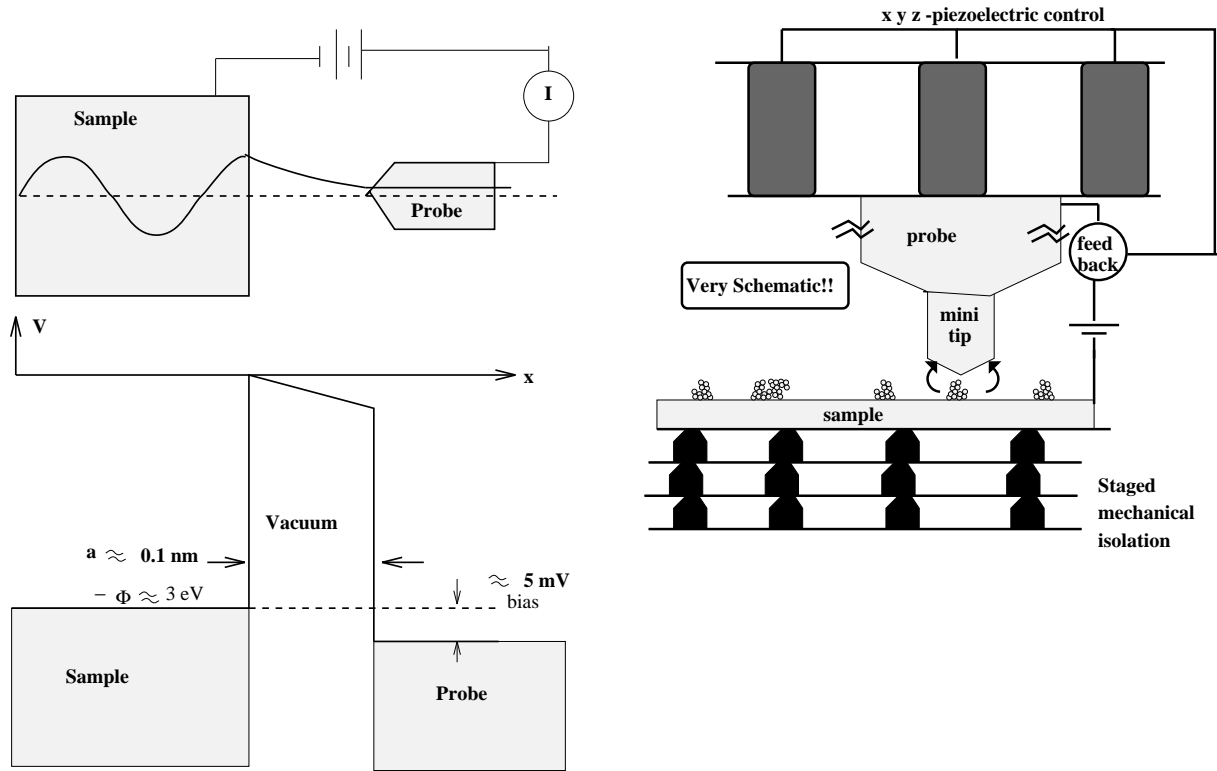 Sample
I
Probe
V
x
Vacuum
a ≈ 0.1 nm
− Φ ≈ 3 eV
≈ 5 mV
bias
Sample
Probe
x y z -piezoelectric control
probe
feed
back
Very Schematic!!
mini
tip
sample
Staged
mechanical
isolation